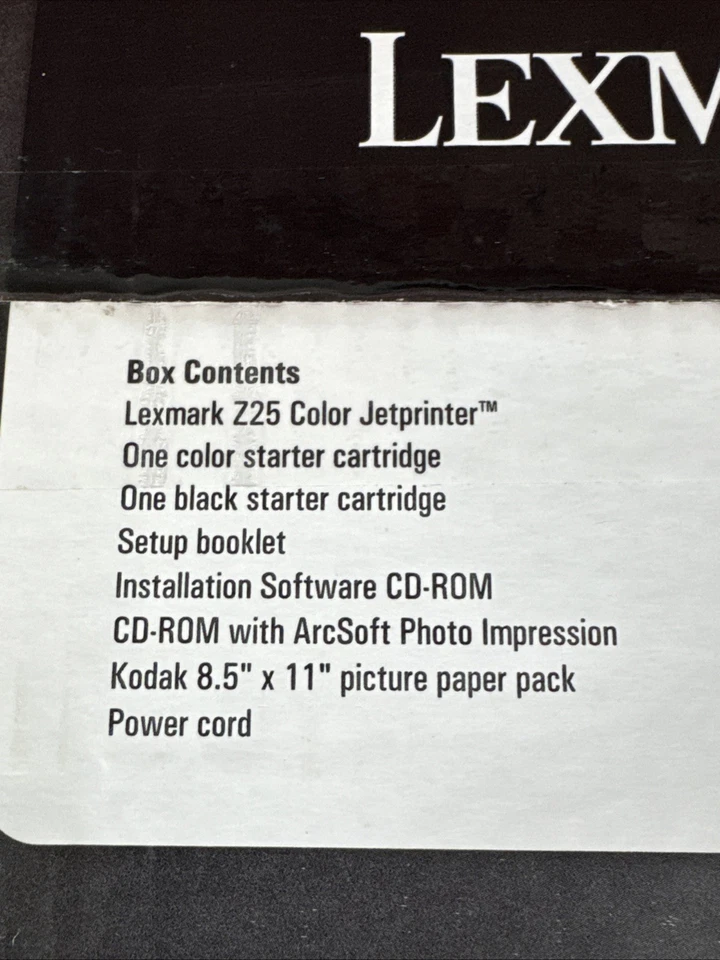 LEXM
Box Contents
Lexmark Z25 Color Jetprinter™
One color starter cartridge
One black starter cartridge
Setup booklet
Installation Software CD-ROM
CD-ROM with ArcSoft Photo Impression
Kodak 8.5" x 11" picture paper pack
Power cord